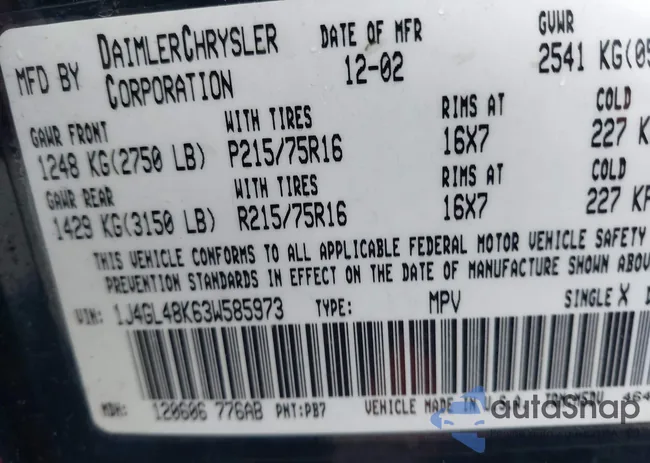 MFD BY DAIMLERCHRYSLER CORPORATION
DATE OF MFR 12-02
GVWR 2541 KG(05
GAWR FRONT WITH TIRES RIMS AT COLD
1248 KG(2750 LB) P215/75R16 16X7 227 K
GAWR REAR WITH TIRES RIMS AT COLD
1429 KG(3150 LB) R215/75R16 16X7 227 KP
THIS VEHICLE CONFORMS TO ALL APPLICABLE FEDERAL MOTOR VEHICLE SAFETY
PREVENTION STANDARDS IN EFFECT ON THE DATE OF MANUFACTURE SHOWN ABOV
VIN: 1J4GL48K63W585973 TYPE: MPV SINGLE X D
MDH: 120606 776AB PNT:PB7 VEHICLE MADE IN U.S.A. 464
autoSnap